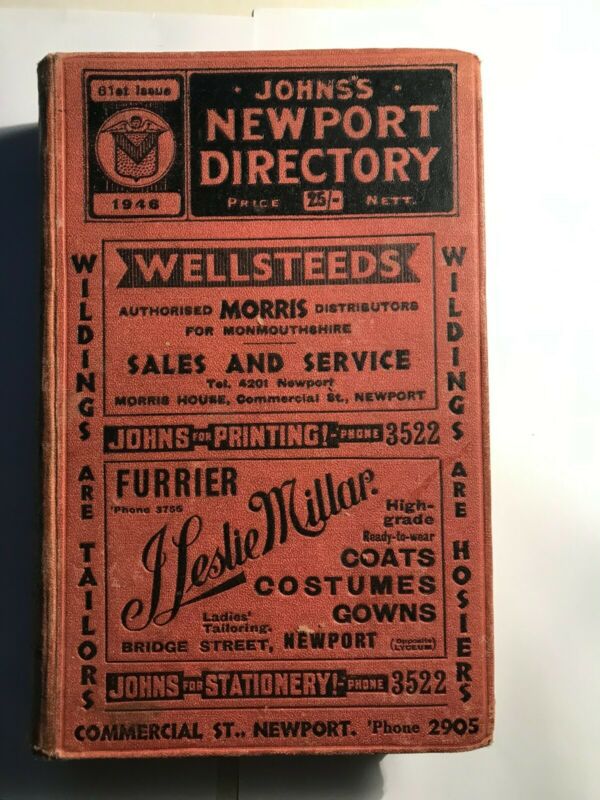 61st Issue
1946
· JOHNS'S ·
NEWPORT
DIRECTORY
PRICE 25/- NETT.
WILDINGS ARE TAILORS
WELLSTEEDS
AUTHORISED MORRIS DISTRIBUTORS
FOR MONMOUTHSHIRE
SALES AND SERVICE
Tel. 4201 Newport
MORRIS HOUSE, Commercial St., NEWPORT
JOHNS FOR PRINTING!-PHONE 3522
FURRIER
'Phone 3756
J Leslie Millar.
High-
grade
Ready-to-wear
COATS
COSTUMES
GOWNS
Ladies'
Tailoring.
BRIDGE STREET, NEWPORT (Opposite LYCEUM)
JOHNS FOR STATIONERY!-PHONE 3522
WILDINGS ARE HOSIERS
COMMERCIAL ST., NEWPORT. 'Phone 2905